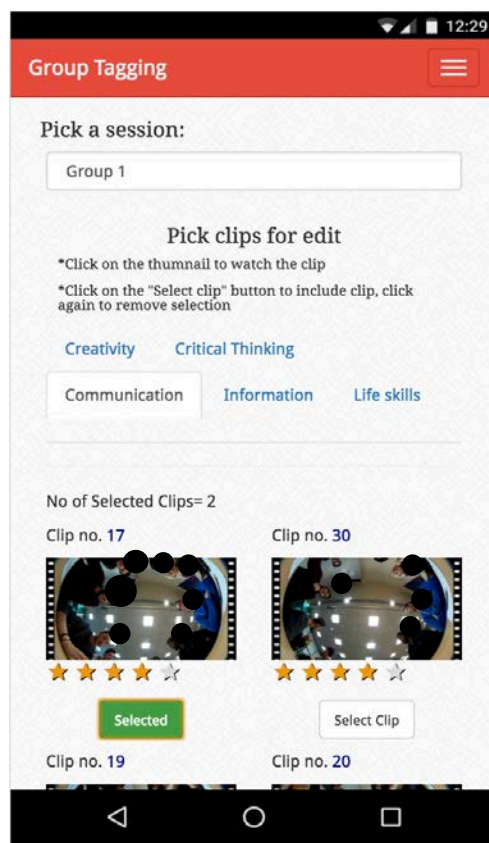 12:29
Group Tagging
Pick a session:
Group 1
Pick clips for edit
*Click on the thumnail to watch the clip
*Click on the "Select clip" button to include clip, click
again to remove selection
Creativity Critical Thinking
Communication Information Life skills
No of Selected Clips= 2
Clip no. 17 Clip no. 30
Selected Select Clip
Clip no. 19 Clip no. 20